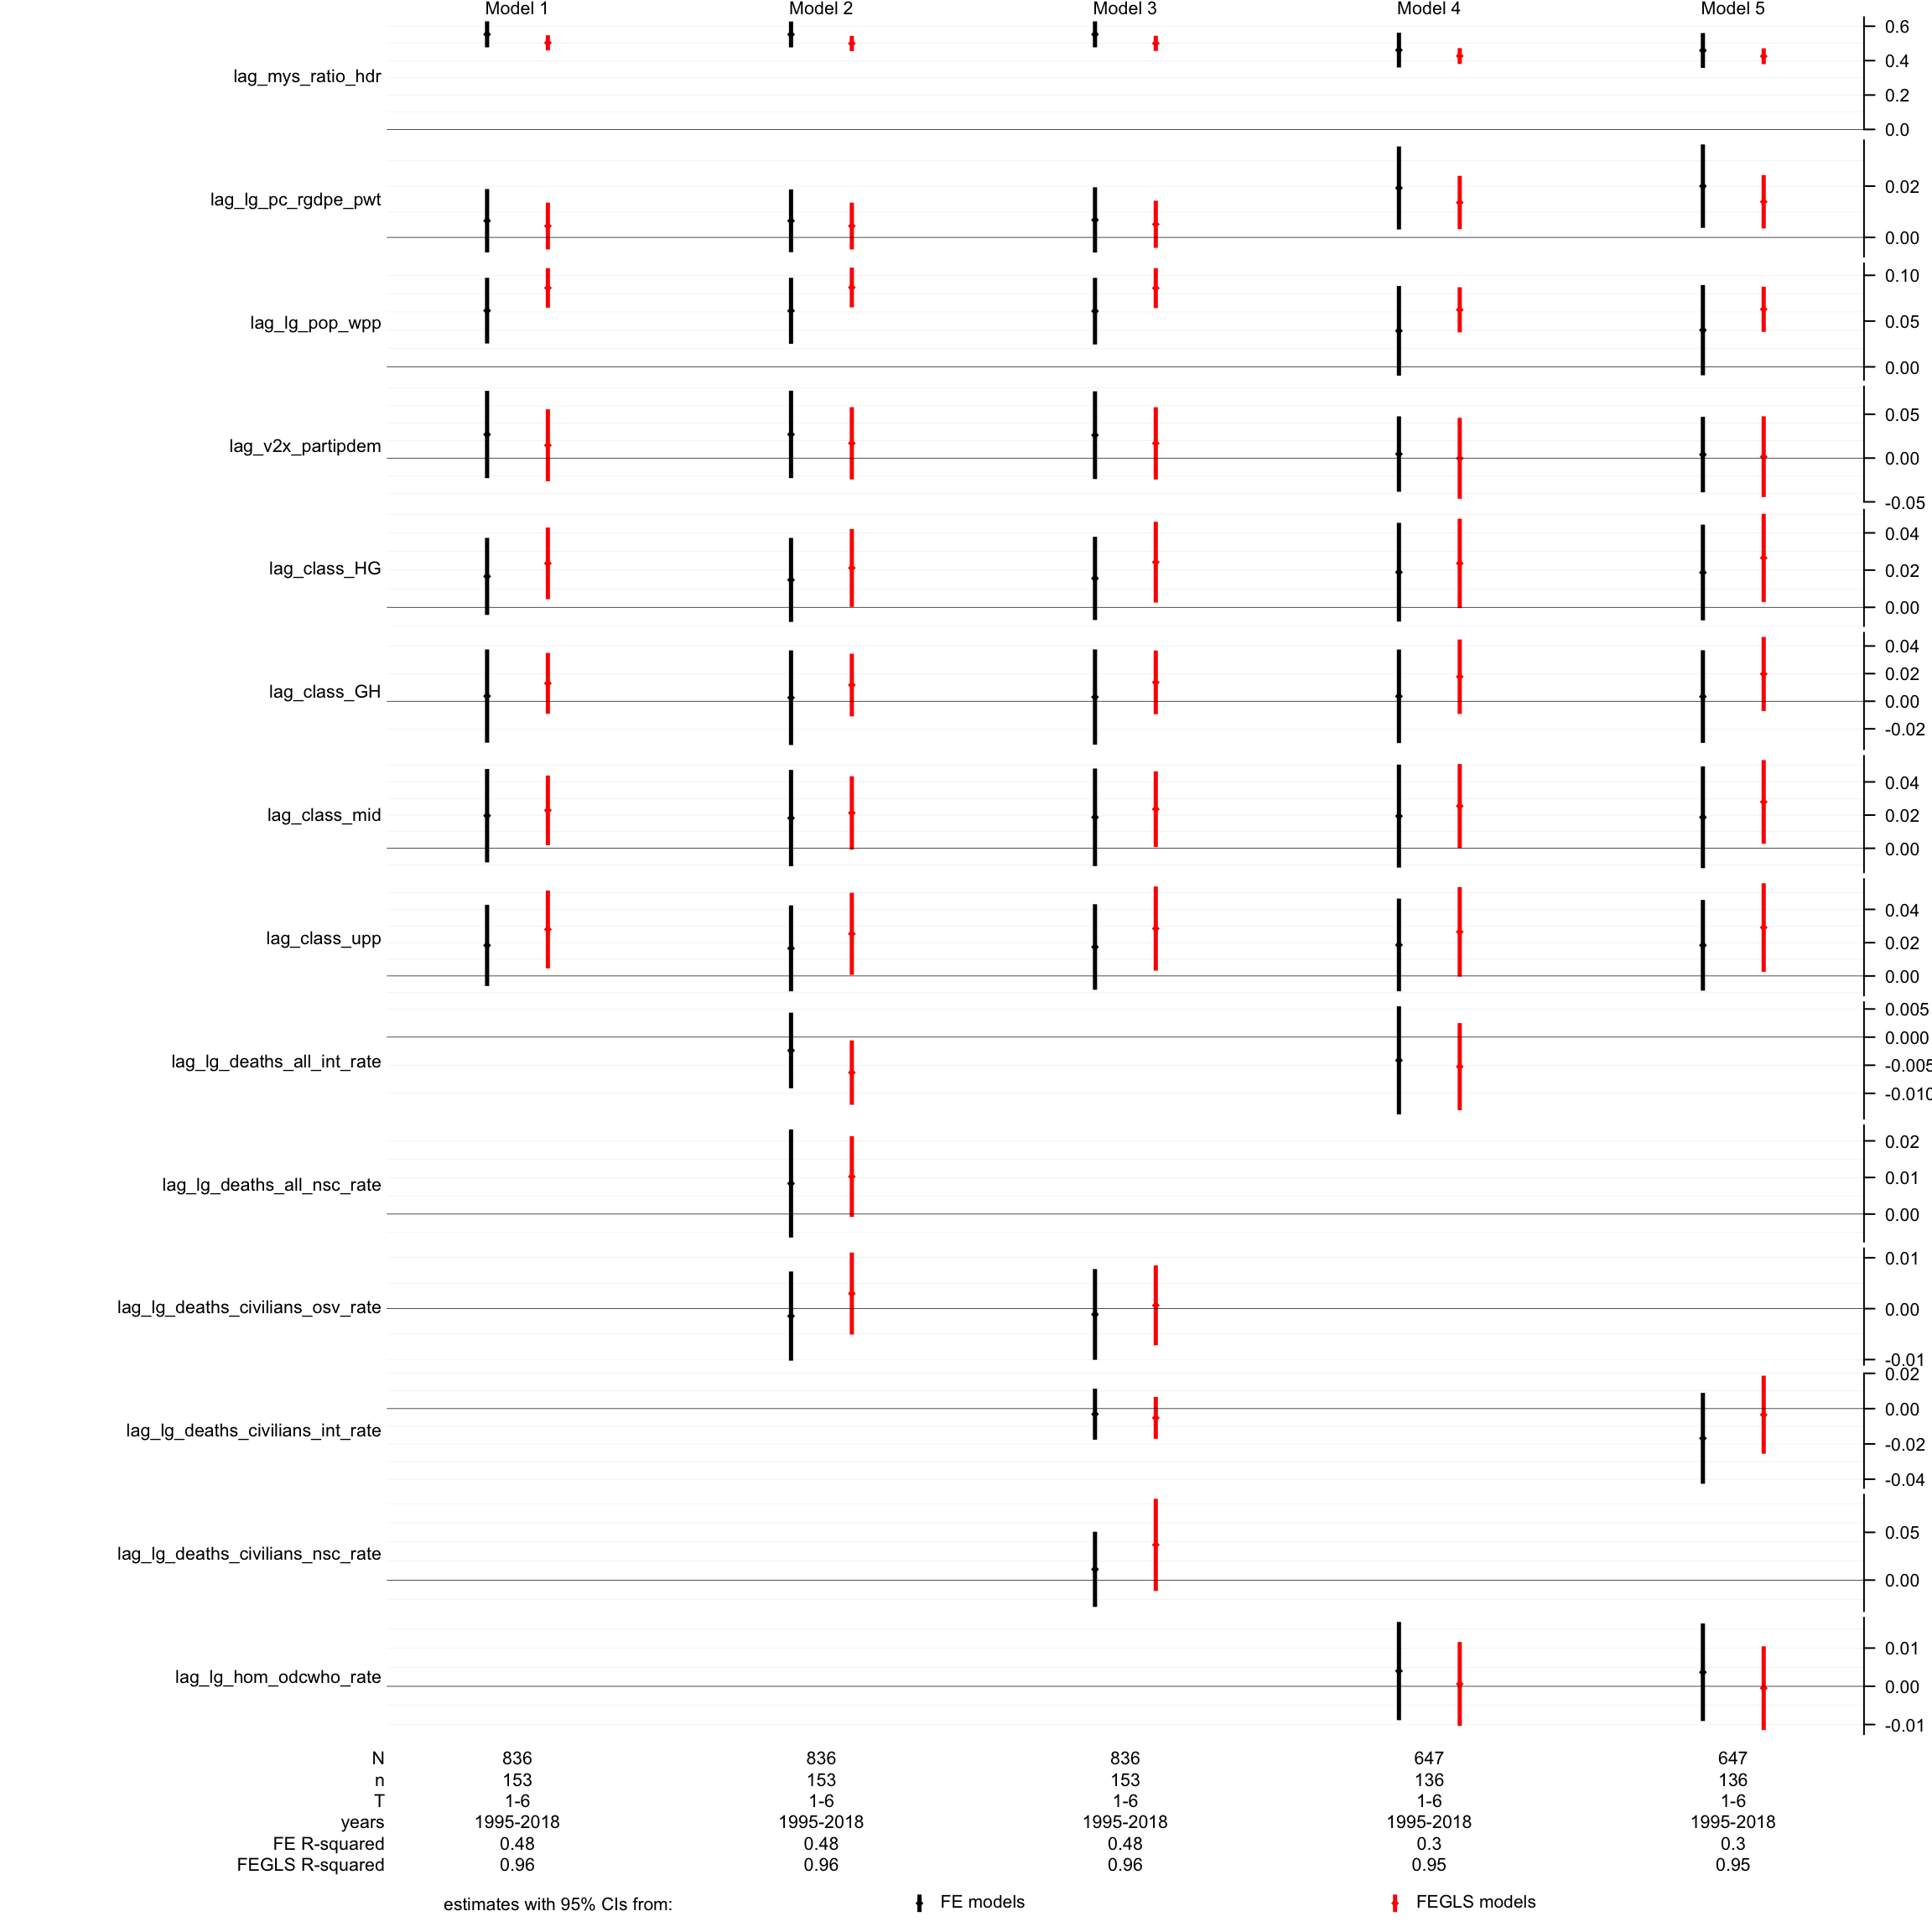 Model 1 Model 2 Model 3 Model 4 Model 5
lag_mys_ratio_hdr 0.6 0.4 0.2 0.0
lag_lg_pc_rgdpe_pwt 0.02 0.00
lag_lg_pop_wpp 0.10 0.05 0.00
lag_v2x_partipdem 0.05 0.00 -0.05
lag_class_HG 0.04 0.02 0.00
lag_class_GH 0.04 0.02 0.00 -0.02
lag_class_mid 0.04 0.02 0.00
lag_class_upp 0.04 0.02 0.00
lag_lg_deaths_all_int_rate 0.005 0.000 -0.005 -0.010
lag_lg_deaths_all_nsc_rate 0.02 0.01 0.00
lag_lg_deaths_civilians_osv_rate 0.01 0.00 -0.01
lag_lg_deaths_civilians_int_rate 0.02 0.00 -0.02 -0.04
lag_lg_deaths_civilians_nsc_rate 0.05 0.00
lag_lg_hom_odcwho_rate 0.01 0.00 -0.01
N 836 836 836 647 647
n 153 153 153 136 136
T 1-6 1-6 1-6 1-6 1-6
years 1995-2018 1995-2018 1995-2018 1995-2018 1995-2018
FE R-squared 0.48 0.48 0.48 0.3 0.3
FEGLS R-squared 0.96 0.96 0.96 0.95 0.95
estimates with 95% CIs from: FE models FEGLS models